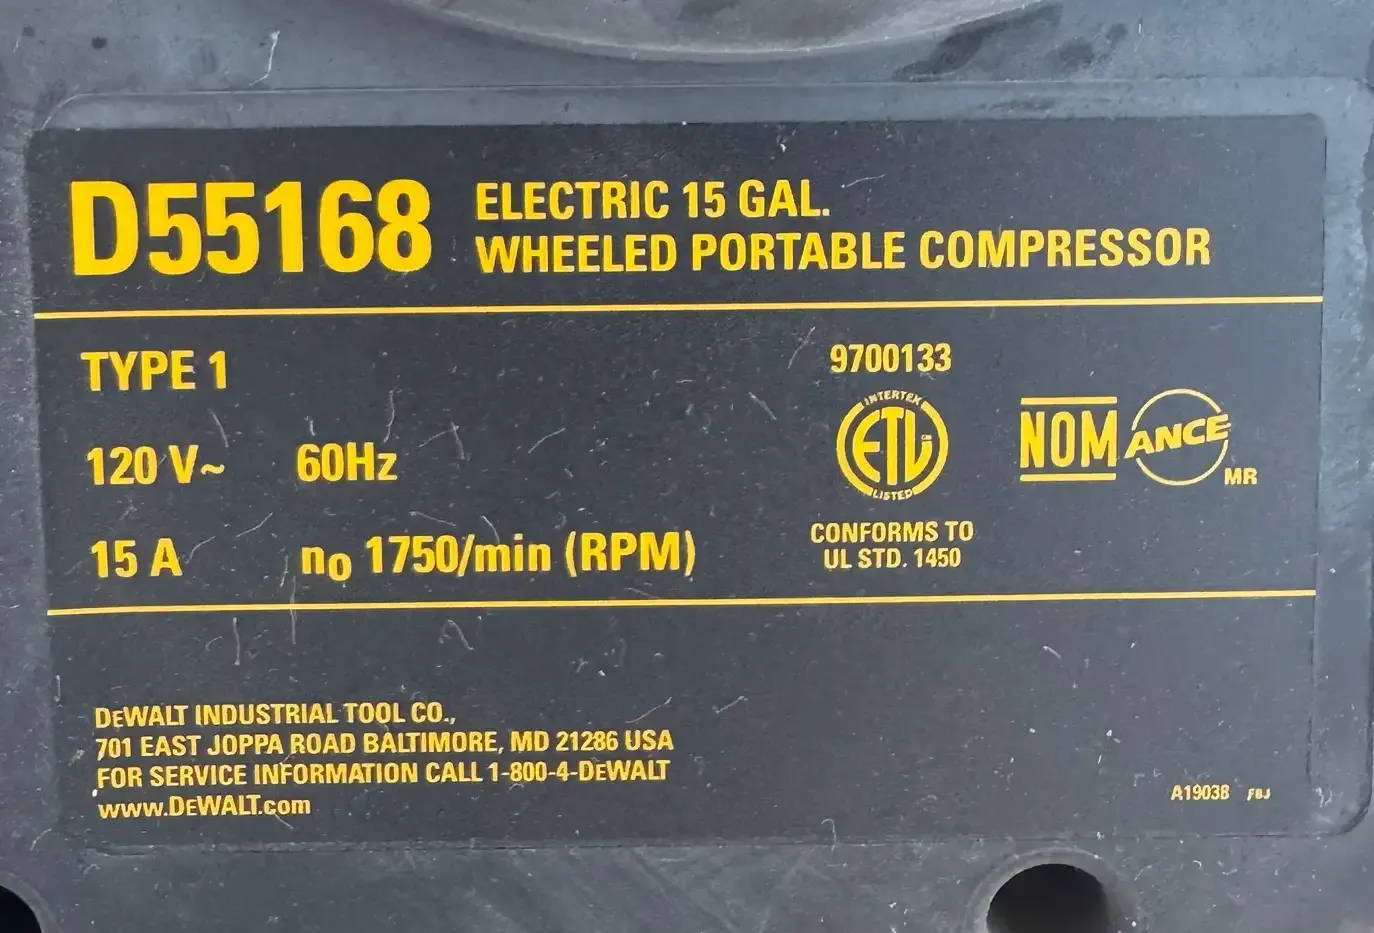 D55168 ELECTRIC 15 GAL.
WHEELED PORTABLE COMPRESSOR
TYPE 1
120 V~ 60Hz
15 A no 1750/min (RPM)
9700133
INTERTEK
ETL CM
LISTED
CONFORMS TO
UL STD. 1450
NOM ANCE
MR
DEWALT INDUSTRIAL TOOL CO.,
701 EAST JOPPA ROAD BALTIMORE, MD 21286 USA
FOR SERVICE INFORMATION CALL 1-800-4-DEWALT
www.DEWALT.com
A19038 FBJ